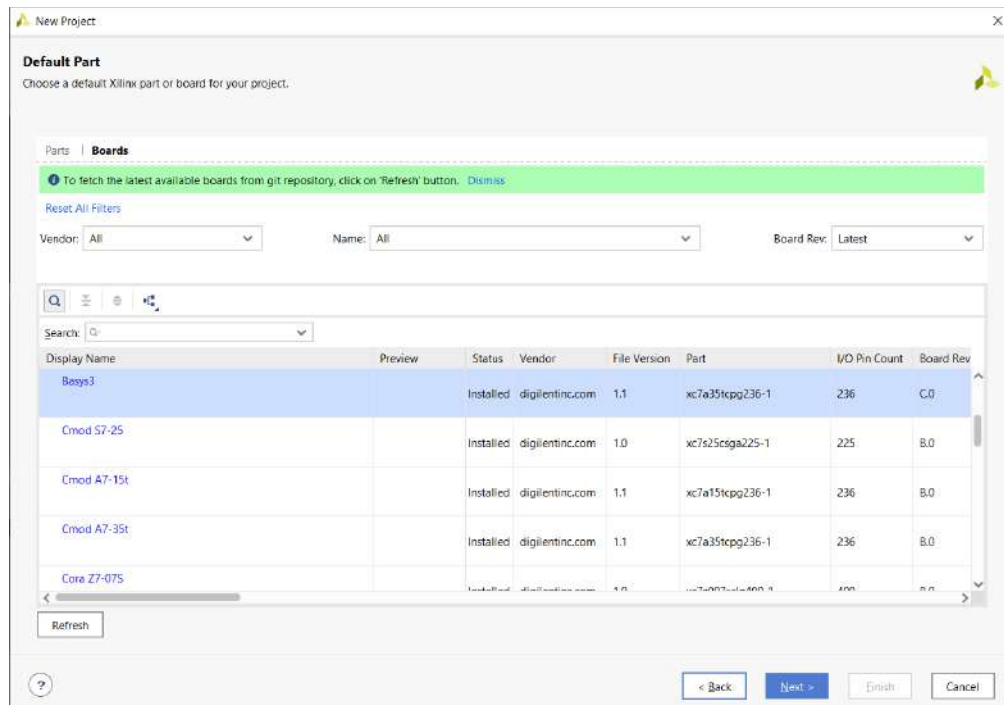 New Project
Default Part
Choose a default Xilinx part or board for your project.
Parts | Boards
To fetch the latest available boards from git repository, click on 'Refresh' button. Dismiss
Reset All Filters
Vendor: All Name: All Board Rev: Latest
Search: Q-
Display Name Preview Status Vendor File Version Part I/O Pin Count Board Rev
Basys3 Installed digilentinc.com 1.1 xc7a35tcpg236-1 236 C.0
Cmod S7-25 Installed digilentinc.com 1.0 xc7s25csga225-1 225 B.0
Cmod A7-15t Installed digilentinc.com 1.1 xc7a15tcpg236-1 236 B.0
Cmod A7-35t Installed digilentinc.com 1.1 xc7a35tcpg236-1 236 B.0
Cora Z7-07S
Refresh
? < Back Next > Finish Cancel